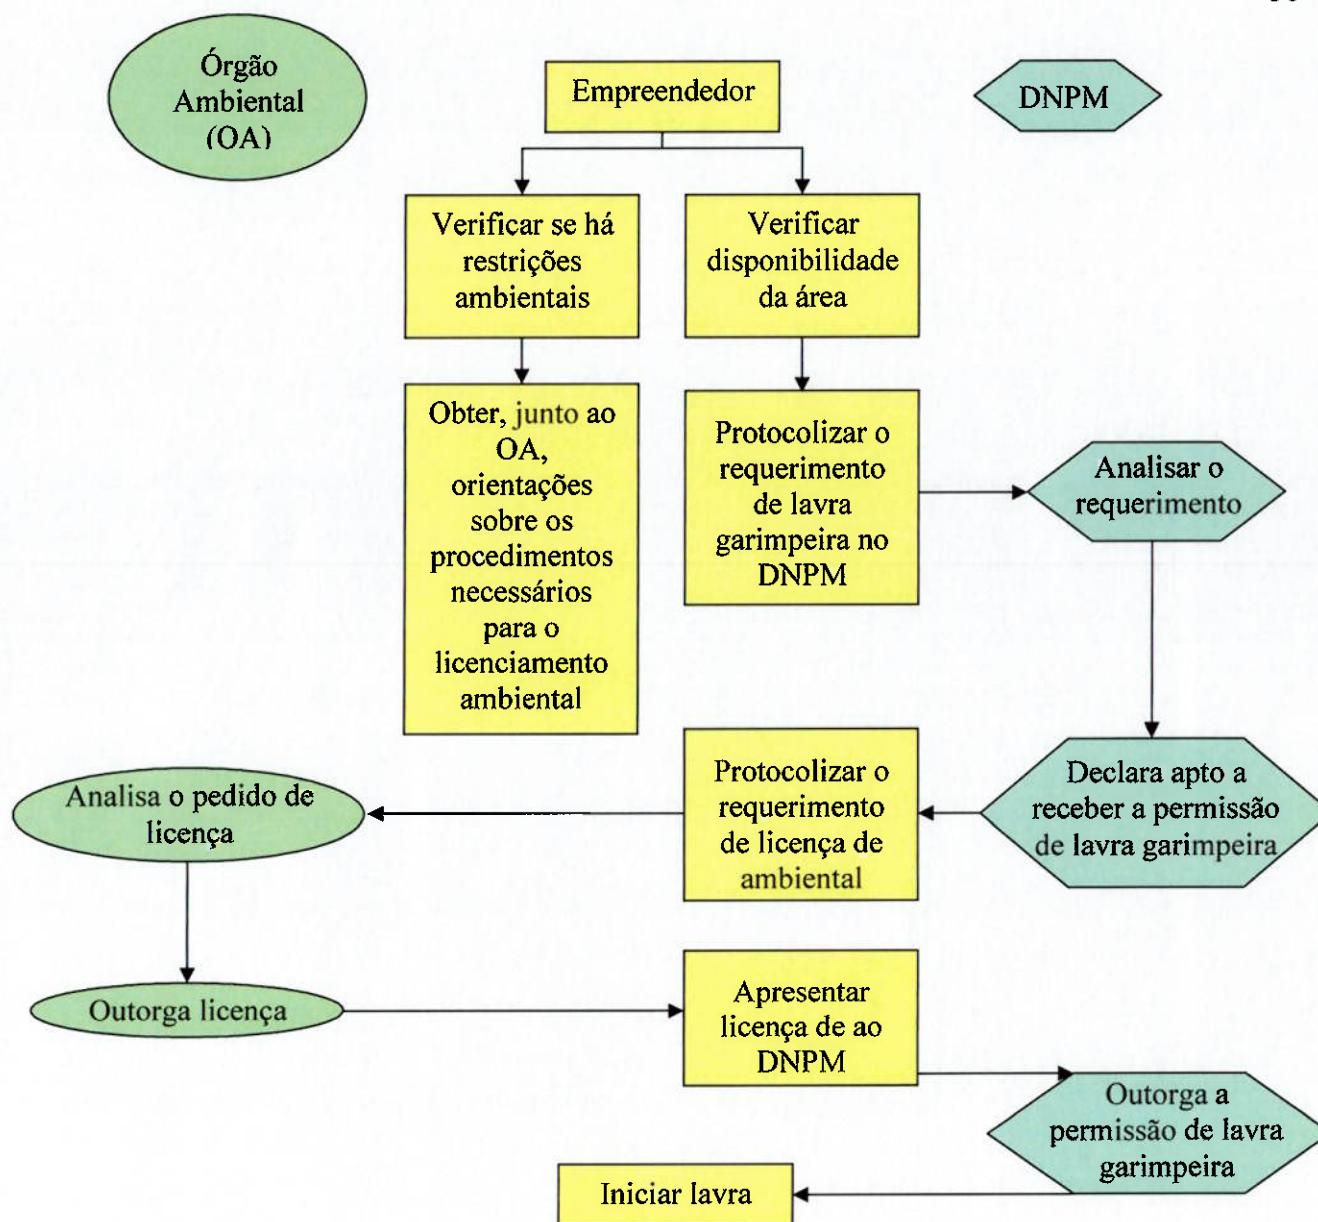 Órgão
Ambiental
(OA)
Empreendedor
DNPM
Verificar se há
restrições
ambientais
Verificar
disponibilidade
da área
Obter, junto ao
OA,
orientações
sobre os
procedimentos
necessários
para o
licenciamento
ambiental
Protocolizar o
requerimento
de lavra
garimpeira no
DNPM
Analisar o
requerimento
Declara apto a
receber a permissão
de lavra garimpeira
Protocolizar o
requerimento
de licença de
ambiental
Analisa o pedido de
licença
Outorga licença
Apresentar
licença de ao
DNPM
Outorga a
permissão de lavra
garimpeira
Iniciar lavra